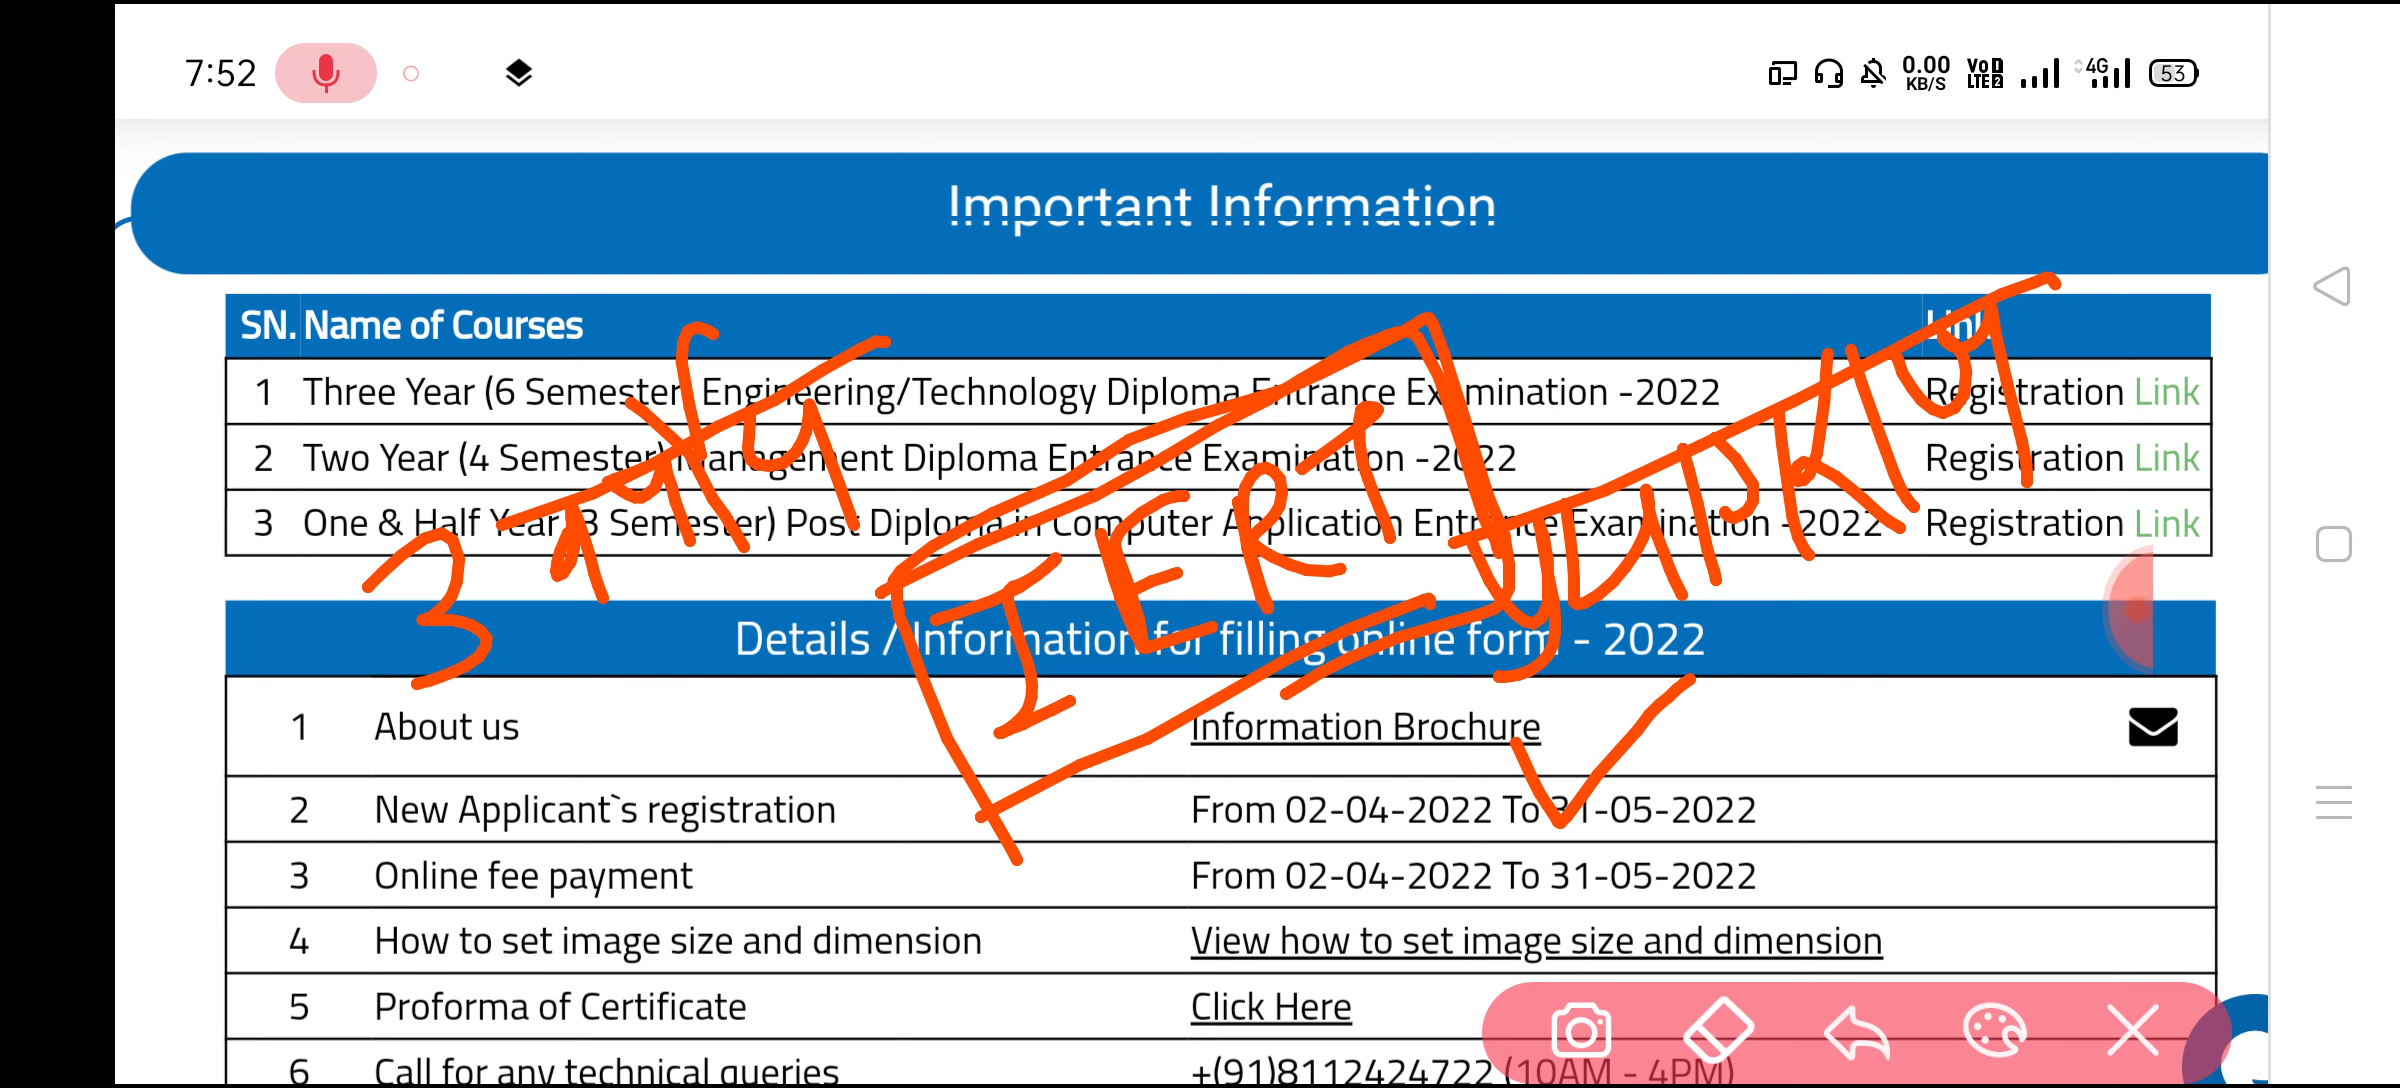 7:52
0.00 KB/S VoLTE 4G 53
Important Information
SN. Name of Courses Link
1 Three Year (6 Semester) Engineering/Technology Diploma Entrance Examination -2022 Registration Link
2 Two Year (4 Semester) Management Diploma Entrance Examination -2022 Registration Link
3 One & Half Year (3 Semester) Post Diploma in Computer Application Entrance Examination -2022 Registration Link
IERT
Details / Information for filling online form - 2022
1 About us Information Brochure
2 New Applicant`s registration From 02-04-2022 To 31-05-2022
3 Online fee payment From 02-04-2022 To 31-05-2022
4 How to set image size and dimension View how to set image size and dimension
5 Proforma of Certificate Click Here
6 Call for any technical queries +(91)8112424722 (10AM - 4PM)